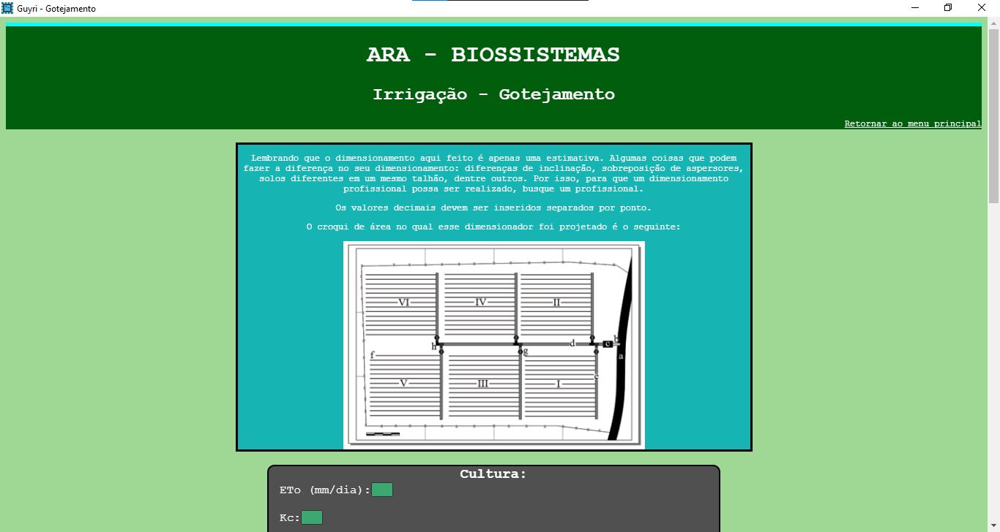 Guyri - Gotejamento
ARA - BIOSSISTEMAS
Irrigação - Gotejamento
Retornar ao menu principal
Lembrando que o dimensionamento aqui feito é apenas uma estimativa. Algumas coisas que podem
fazer a diferença no seu dimensionamento: diferenças de inclinação, sobreposição de aspersores,
solos diferentes em um mesmo talhão, dentre outros. Por isso, para que um dimensionamento
profissional possa ser realizado, busque um profissional.
Os valores decimais devem ser inseridos separados por ponto.
O croqui de área no qual esse dimensionador foi projetado é o seguinte:
VI
IV
II
h
d
c
b
f
g
a
e
V
III
I
Cultura:
ETo (mm/dia):
Kc: